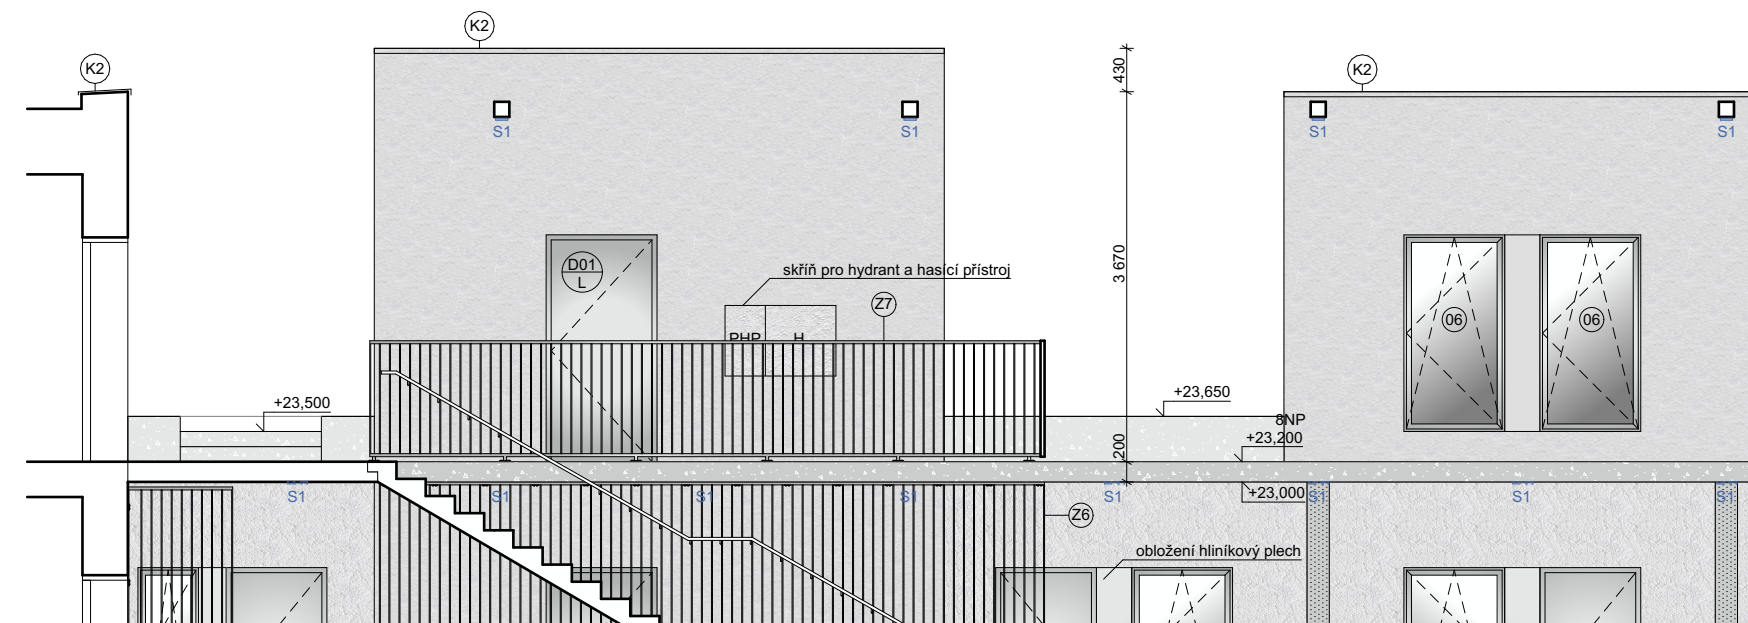 K2
K2
K2
430
S1
S1
S1
S1
3 670
D01
L
skříň pro hydrant a hasící přístroj
Z7
06
06
PHP
H
+23,500
+23,650
8NP
+23,200
200
S1
S1
S1
S1
S1
+23,000
S1
S1
S1
Z6
obložení hliníkový plech